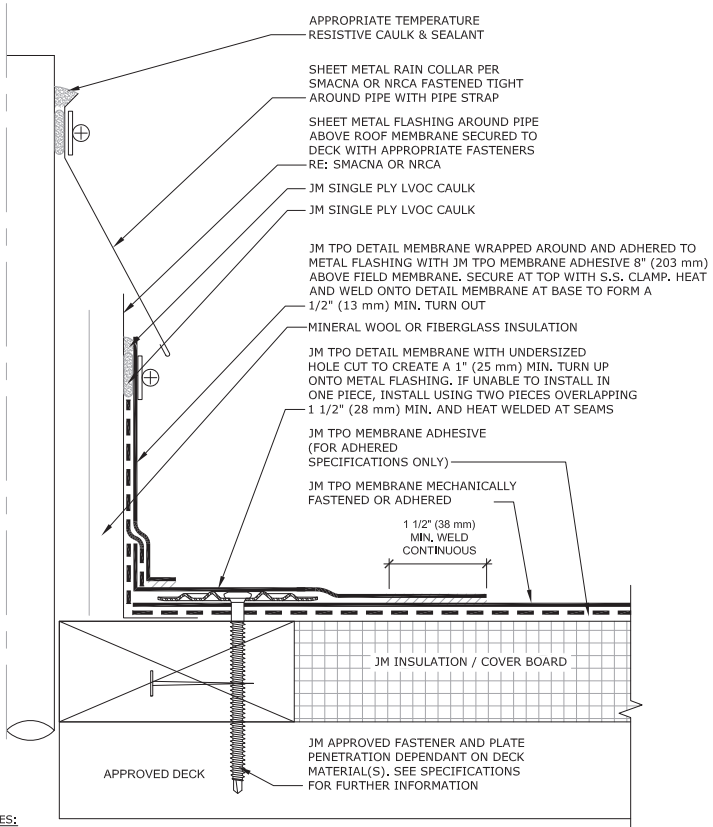 APPROPRIATE TEMPERATURE
RESISTIVE CAULK & SEALANT
SHEET METAL RAIN COLLAR PER
SMACNA OR NRCA FASTENED TIGHT
AROUND PIPE WITH PIPE STRAP
SHEET METAL FLASHING AROUND PIPE
ABOVE ROOF MEMBRANE SECURED TO
DECK WITH APPROPRIATE FASTENERS
RE: SMACNA OR NRCA
JM SINGLE PLY LVOC CAULK
JM SINGLE PLY LVOC CAULK
JM TPO DETAIL MEMBRANE WRAPPED AROUND AND ADHERED TO
METAL FLASHING WITH JM TPO MEMBRANE ADHESIVE 8" (203 mm)
ABOVE FIELD MEMBRANE. SECURE AT TOP WITH S.S. CLAMP. HEAT
AND WELD ONTO DETAIL MEMBRANE AT BASE TO FORM A
1/2" (13 mm) MIN. TURN OUT
MINERAL WOOL OR FIBERGLASS INSULATION
JM TPO DETAIL MEMBRANE WITH UNDERSIZED
HOLE CUT TO CREATE A 1" (25 mm) MIN. TURN UP
ONTO METAL FLASHING. IF UNABLE TO INSTALL IN
ONE PIECE, INSTALL USING TWO PIECES OVERLAPPING
1 1/2" (28 mm) MIN. AND HEAT WELDED AT SEAMS
JM TPO MEMBRANE ADHESIVE
(FOR ADHERED
SPECIFICATIONS ONLY)
JM TPO MEMBRANE MECHANICALLY
FASTENED OR ADHERED
1 1/2" (38 mm)
MIN. WELD
CONTINUOUS
JM INSULATION / COVER BOARD
APPROVED DECK
JM APPROVED FASTENER AND PLATE
PENETRATION DEPENDANT ON DECK
MATERIAL(S). SEE SPECIFICATIONS
FOR FURTHER INFORMATION
ES: